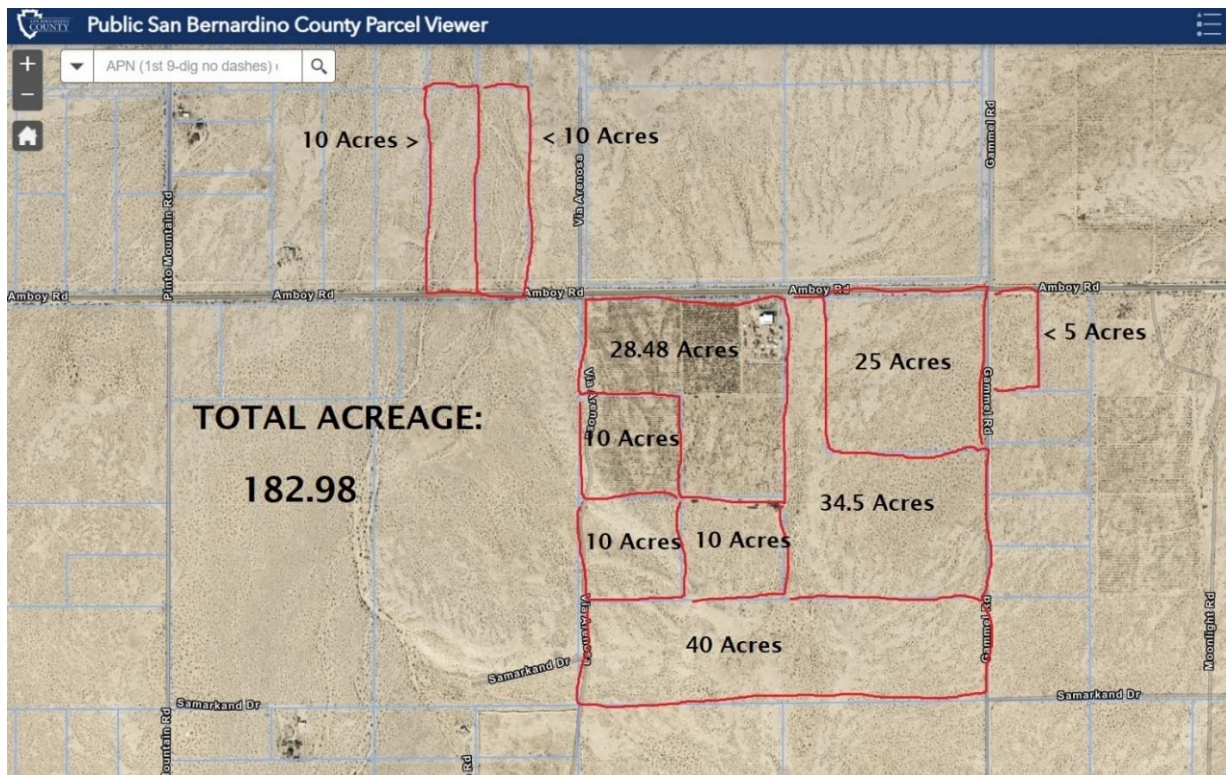 COUNTY
Public San Bernardino County Parcel Viewer
+
APN (1st 9-dig no dashes) (
−
10 Acres >
< 10 Acres
Gammel Rd
Via Arenosa
Pinto Mountain Rd
Amboy Rd
Amboy Rd
Amboy Rd
Amboy Rd
Amboy Rd
28.48 Acres
25 Acres
< 5 Acres
Via Arenosa
Gammel Rd
TOTAL ACREAGE:
182.98
10 Acres
34.5 Acres
10 Acres
10 Acres
Via Arenosa
Gammel Rd
Moonlight Rd
40 Acres
Samarkand Dr
Samarkand Dr
Samarkand Dr
Mountain Rd
Rd